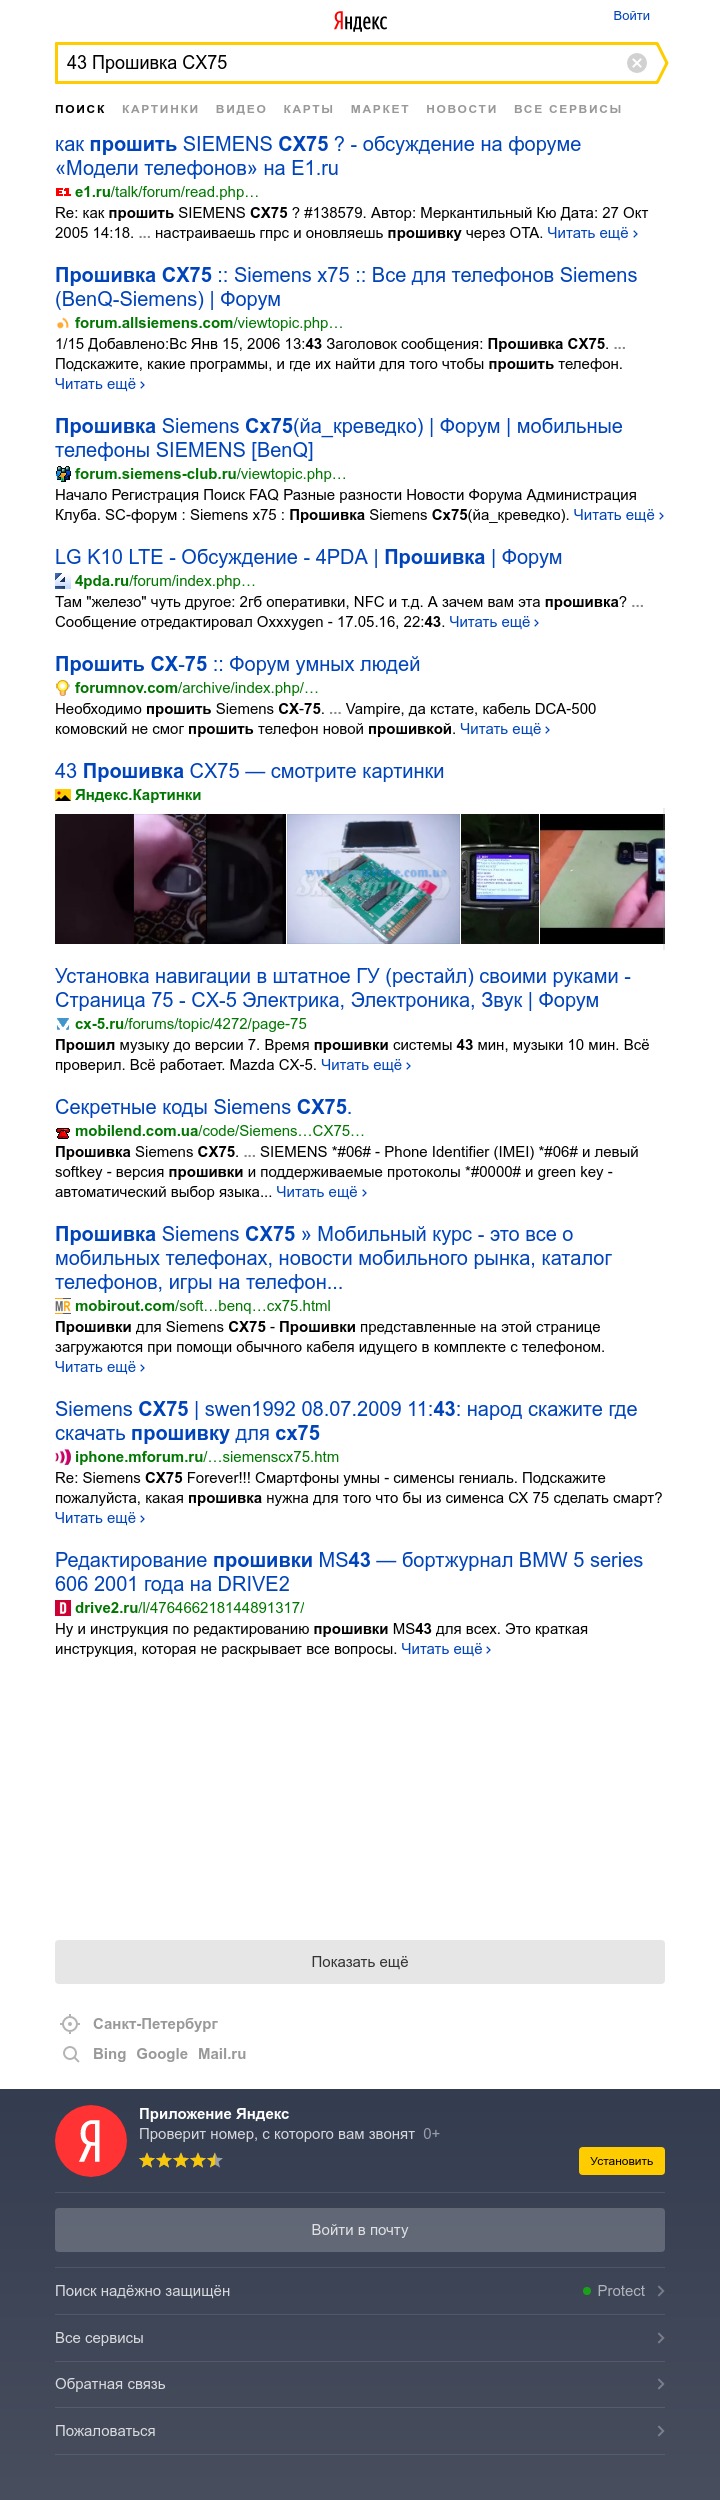 Яндекс
Войти
43 Прошивка CX75
ПОИСК КАРТИНКИ ВИДЕО КАРТЫ МАРКЕТ НОВОСТИ ВСЕ СЕРВИСЫ
как прошить SIEMENS CX75 ? - обсуждение на форуме
«Модели телефонов» на E1.ru
E1 e1.ru/talk/forum/read.php…
Re: как прошить SIEMENS CX75 ? #138579. Автор: Меркантильный Кю Дата: 27 Окт
2005 14:18. ... настраиваешь гпрс и оновляешь прошивку через ОТА. Читать ещё ›
Прошивка CX75 :: Siemens x75 :: Все для телефонов Siemens
(BenQ-Siemens) | Форум
forum.allsiemens.com/viewtopic.php…
1/15 Добавлено:Вс Янв 15, 2006 13:43 Заголовок сообщения: Прошивка CX75. ...
Подскажите, какие программы, и где их найти для того чтобы прошить телефон.
Читать ещё ›
Прошивка Siemens Cx75(йа_креведко) | Форум | мобильные
телефоны SIEMENS [BenQ]
forum.siemens-club.ru/viewtopic.php…
Начало Регистрация Поиск FAQ Разные разности Новости Форума Администрация
Клуба. SC-форум : Siemens x75 : Прошивка Siemens Cx75(йа_креведко). Читать ещё ›
LG K10 LTE - Обсуждение - 4PDA | Прошивка | Форум
4pda.ru/forum/index.php…
Там "железо" чуть другое: 2гб оперативки, NFC и т.д. А зачем вам эта прошивка? ...
Сообщение отредактировал Oxxxygen - 17.05.16, 22:43. Читать ещё ›
Прошить CX-75 :: Форум умных людей
forumnov.com/archive/index.php/…
Необходимо прошить Siemens CX-75. ... Vampire, да кстате, кабель DCA-500
комовский не смог прошить телефон новой прошивкой. Читать ещё ›
43 Прошивка CX75 — смотрите картинки
Яндекс.Картинки
Установка навигации в штатное ГУ (рестайл) своими руками -
Страница 75 - CX-5 Электрика, Электроника, Звук | Форум
cx-5.ru/forums/topic/4272/page-75
Прошил музыку до версии 7. Время прошивки системы 43 мин, музыки 10 мин. Всё
проверил. Всё работает. Mazda CX-5. Читать ещё ›
Секретные коды Siemens CX75.
mobilend.com.ua/code/Siemens…CX75…
Прошивка Siemens CX75. ... SIEMENS *#06# - Phone Identifier (IMEI) *#06# и левый
softkey - версия прошивки и поддерживаемые протоколы *#0000# и green key -
автоматический выбор языка... Читать ещё ›
Прошивка Siemens CX75 » Мобильный курс - это все о
мобильных телефонах, новости мобильного рынка, каталог
телефонов, игры на телефон...
MR mobirout.com/soft…benq…cx75.html
Прошивки для Siemens CX75 - Прошивки представленные на этой странице
загружаются при помощи обычного кабеля идущего в комплекте с телефоном.
Читать ещё ›
Siemens CX75 | swen1992 08.07.2009 11:43: народ скажите где
скачать прошивку для cx75
iphone.mforum.ru/…siemenscx75.htm
Re: Siemens CX75 Forever!!! Смартфоны умны - сименсы гениаль. Подскажите
пожалуйста, какая прошивка нужна для того что бы из сименса СХ 75 сделать смарт?
Читать ещё ›
Редактирование прошивки MS43 — бортжурнал BMW 5 series
606 2001 года на DRIVE2
D drive2.ru/l/476466218144891317/
Ну и инструкция по редактированию прошивки MS43 для всех. Это краткая
инструкция, которая не раскрывает все вопросы. Читать ещё ›
Показать ещё
Санкт-Петербург
Bing Google Mail.ru
Я
Приложение Яндекс
Проверит номер, с которого вам звонят 0+
Установить
Войти в почту
Поиск надёжно защищён Protect
Все сервисы
Обратная связь
Пожаловаться